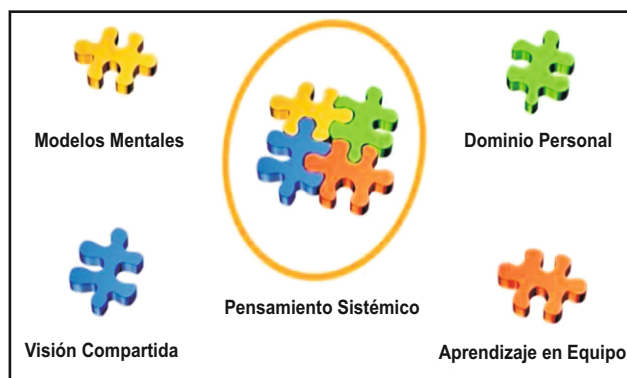 Modelos Mentales
Dominio Personal
Pensamiento Sistémico
Visión Compartida
Aprendizaje en Equipo